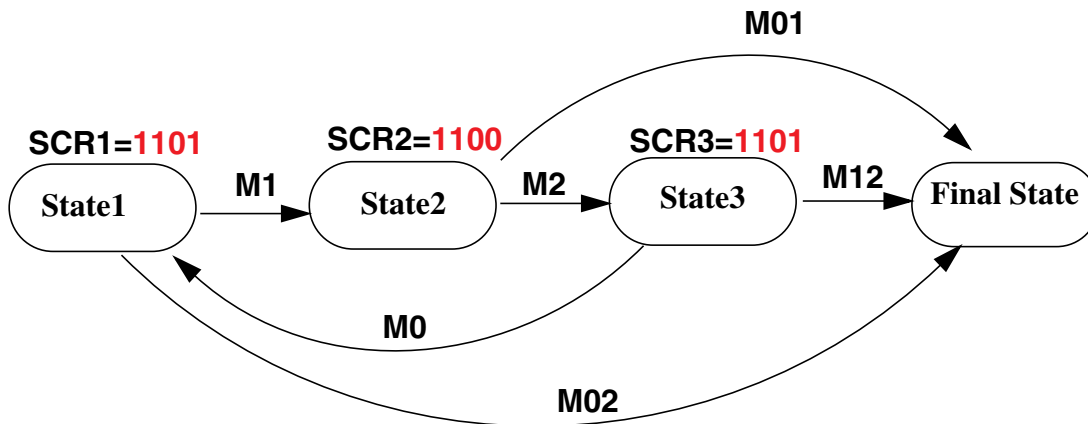 M01
SCR1=1101
SCR2=1100
SCR3=1101
State1
M1
State2
M2
State3
M12
Final State
M0
M02